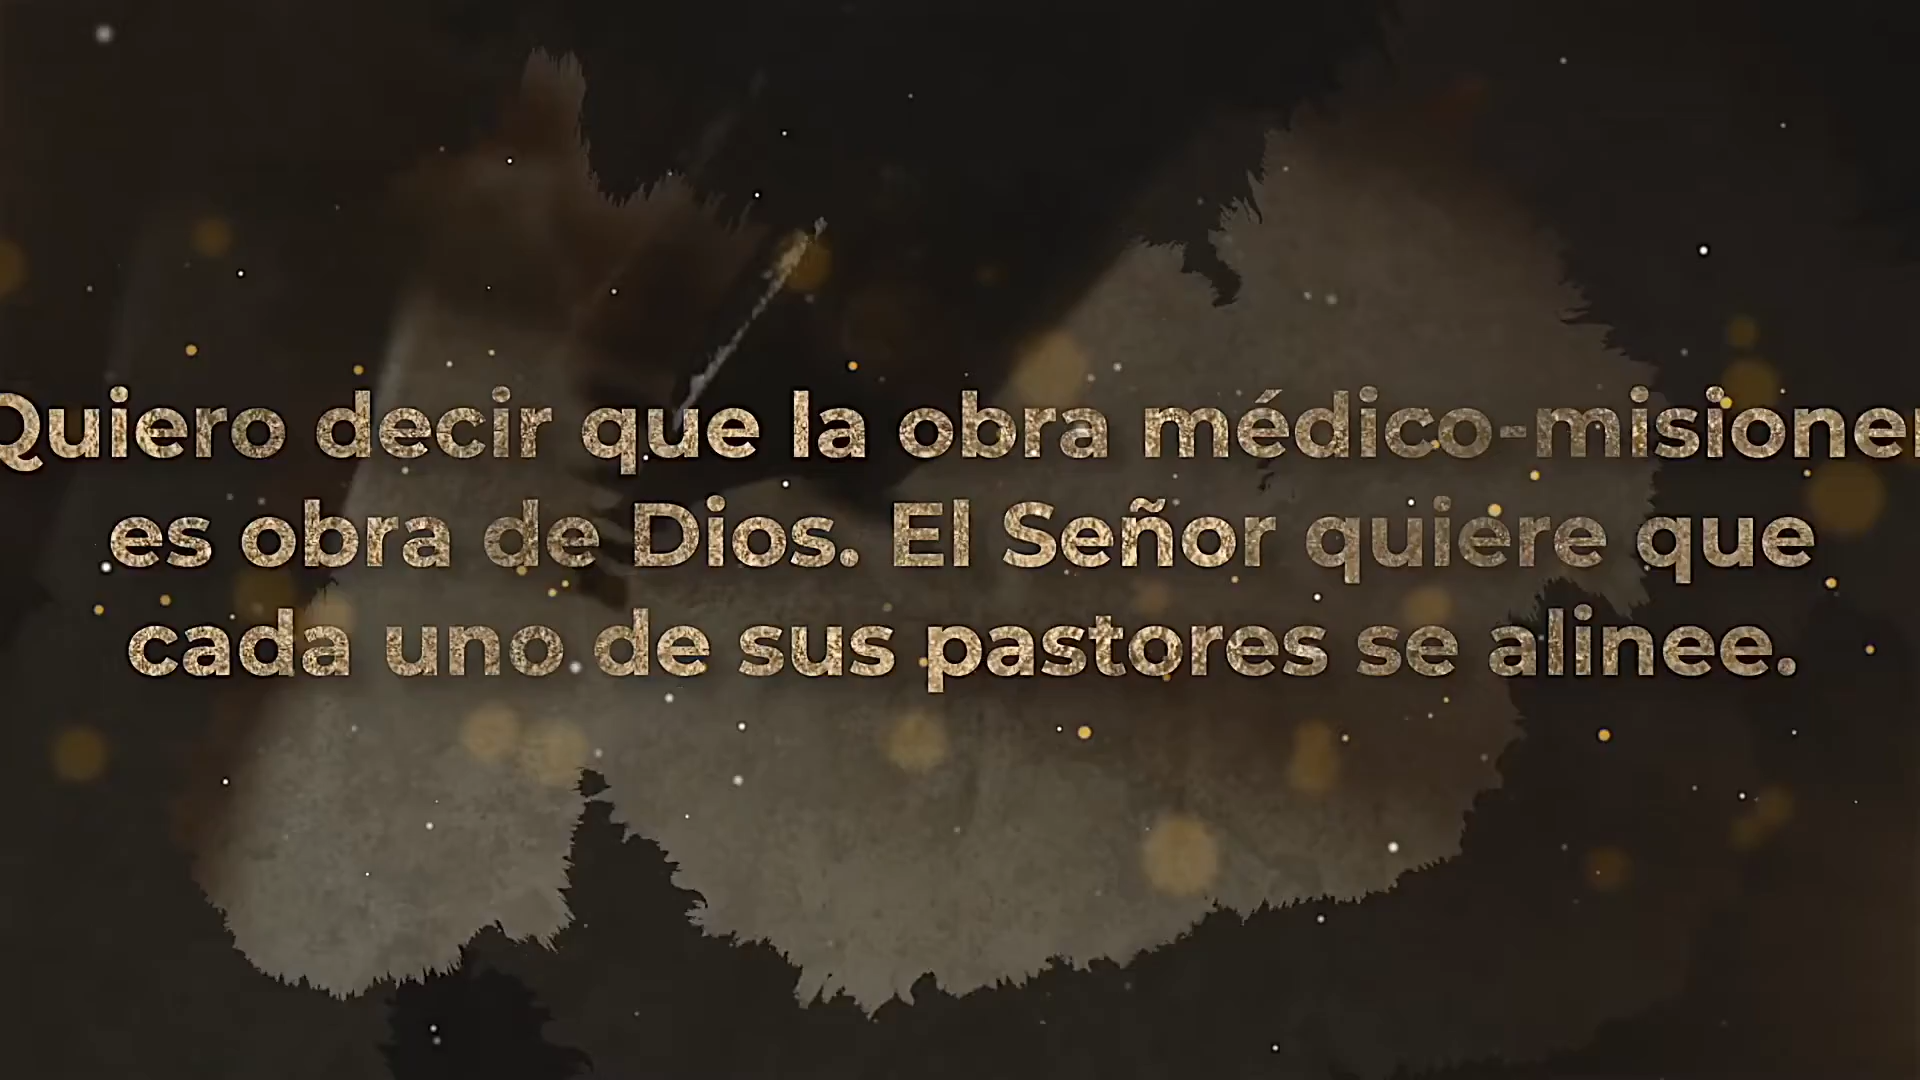 Quiero decir que la obra médico-misioner
es obra de Dios. El Señor quiere que
cada uno de sus pastores se alinee.